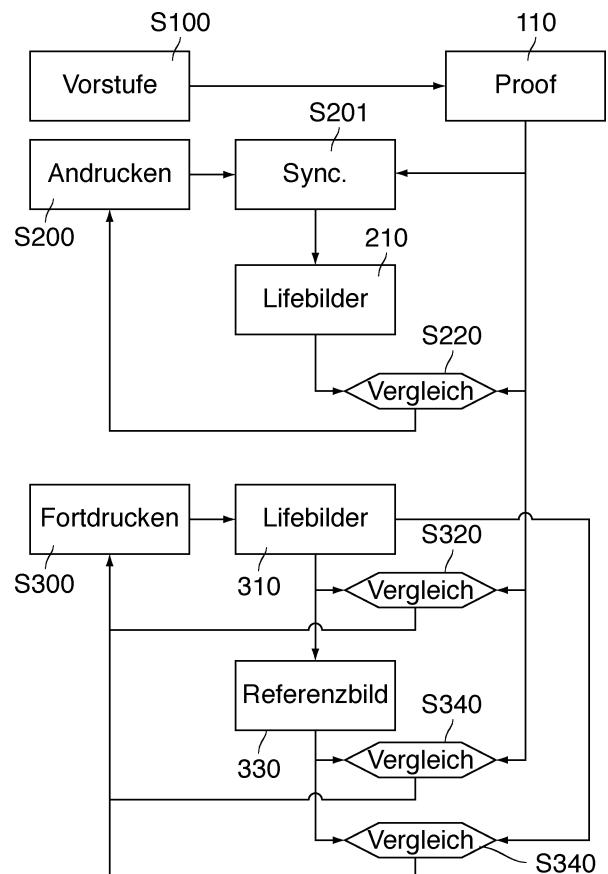 S100
110
Vorstufe
Proof
S201
Andrucken
Sync.
S200
210
Lifebilder
S220
Vergleich
Fortdrucken
Lifebilder
S320
S300
310
Vergleich
Referenzbild
S340
330
Vergleich
Vergleich
S340